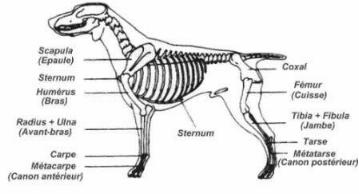 Scapula
(Epaule)
Sternum
Humérus
(Bras)
Radius + Ulna
(Avant-bras)
Carpe
Métacarpe
(Canon antérieur)
Sternum
Coxal
Fémur
(Cuisse)
Tibia + Fibula
(Jambe)
Tarse
Métatarse
(Canon postérieur)